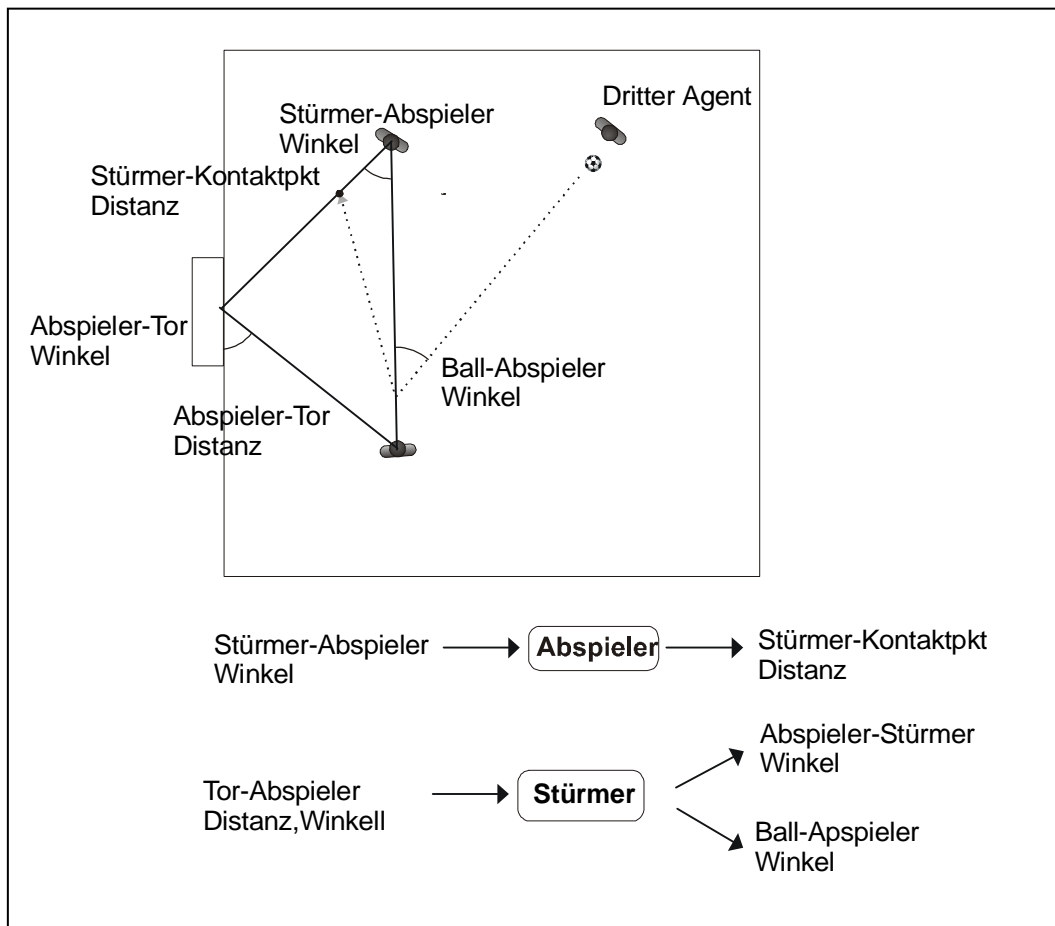 Dritter Agent
Stürmer-Abspieler
Winkel
Stürmer-Kontaktpkt
Distanz
Abspieler-Tor
Winkel
Ball-Abspieler
Winkel
Abspieler-Tor
Distanz
Stürmer-Abspieler
Winkel
Abspieler
Stürmer-Kontaktpkt
Distanz
Tor-Abspieler
Distanz,Winkell
Stürmer
Abspieler-Stürmer
Winkel
Ball-Apspieler
Winkel